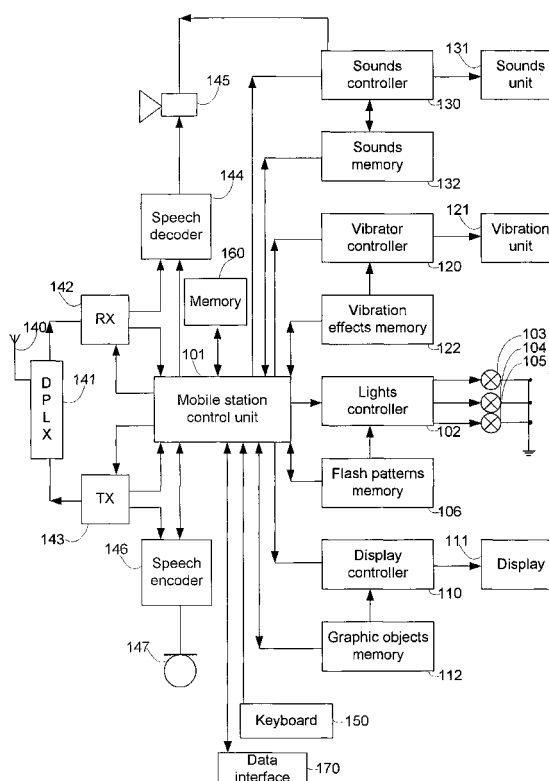 131
Sounds
controller
Sounds
unit
145
130
Sounds
memory
144
132
Speech
decoder
121
Vibrator
controller
Vibration
unit
160
142
120
Memory
RX
Vibration
effects memory
103
104
105
140
101
122
141
D
P
L
X
Mobile station
control unit
Lights
controller
102
TX
Flash patterns
memory
143
106
146
111
Speech
encoder
Display
controller
Display
110
147
Graphic objects
memory
112
Keyboard
150
Data
interface
170